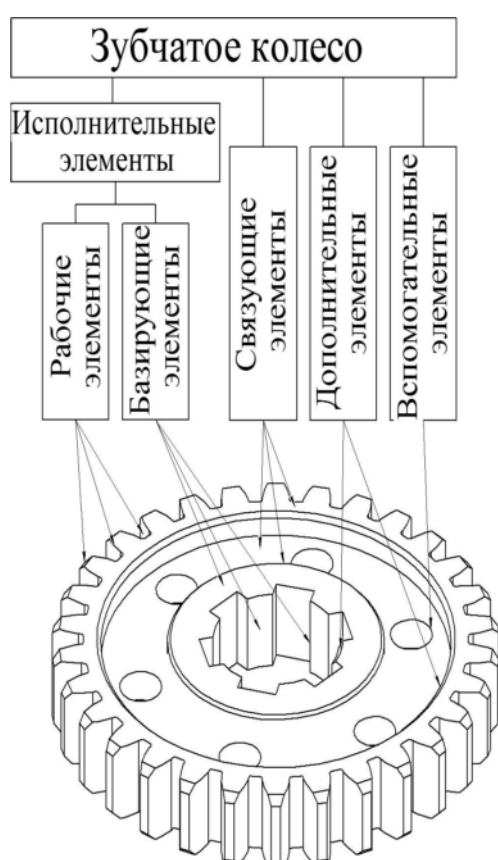 Зубчатое колесо
Исполнительные
элементы
Рабочие
элементы
Базирующие
элементы
Связующие
элементы
Дополнительные
элементы
Вспомогательные
элементы